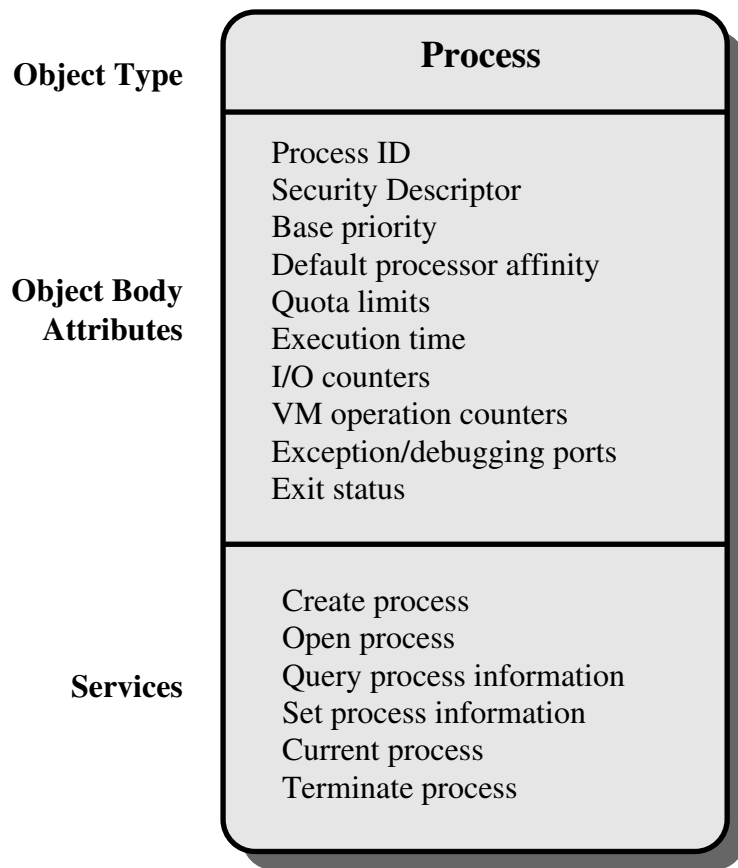 Object Type
Process
Object Body
Attributes
Process ID
Security Descriptor
Base priority
Default processor affinity
Quota limits
Execution time
I/O counters
VM operation counters
Exception/debugging ports
Exit status
Services
Create process
Open process
Query process information
Set process information
Current process
Terminate process